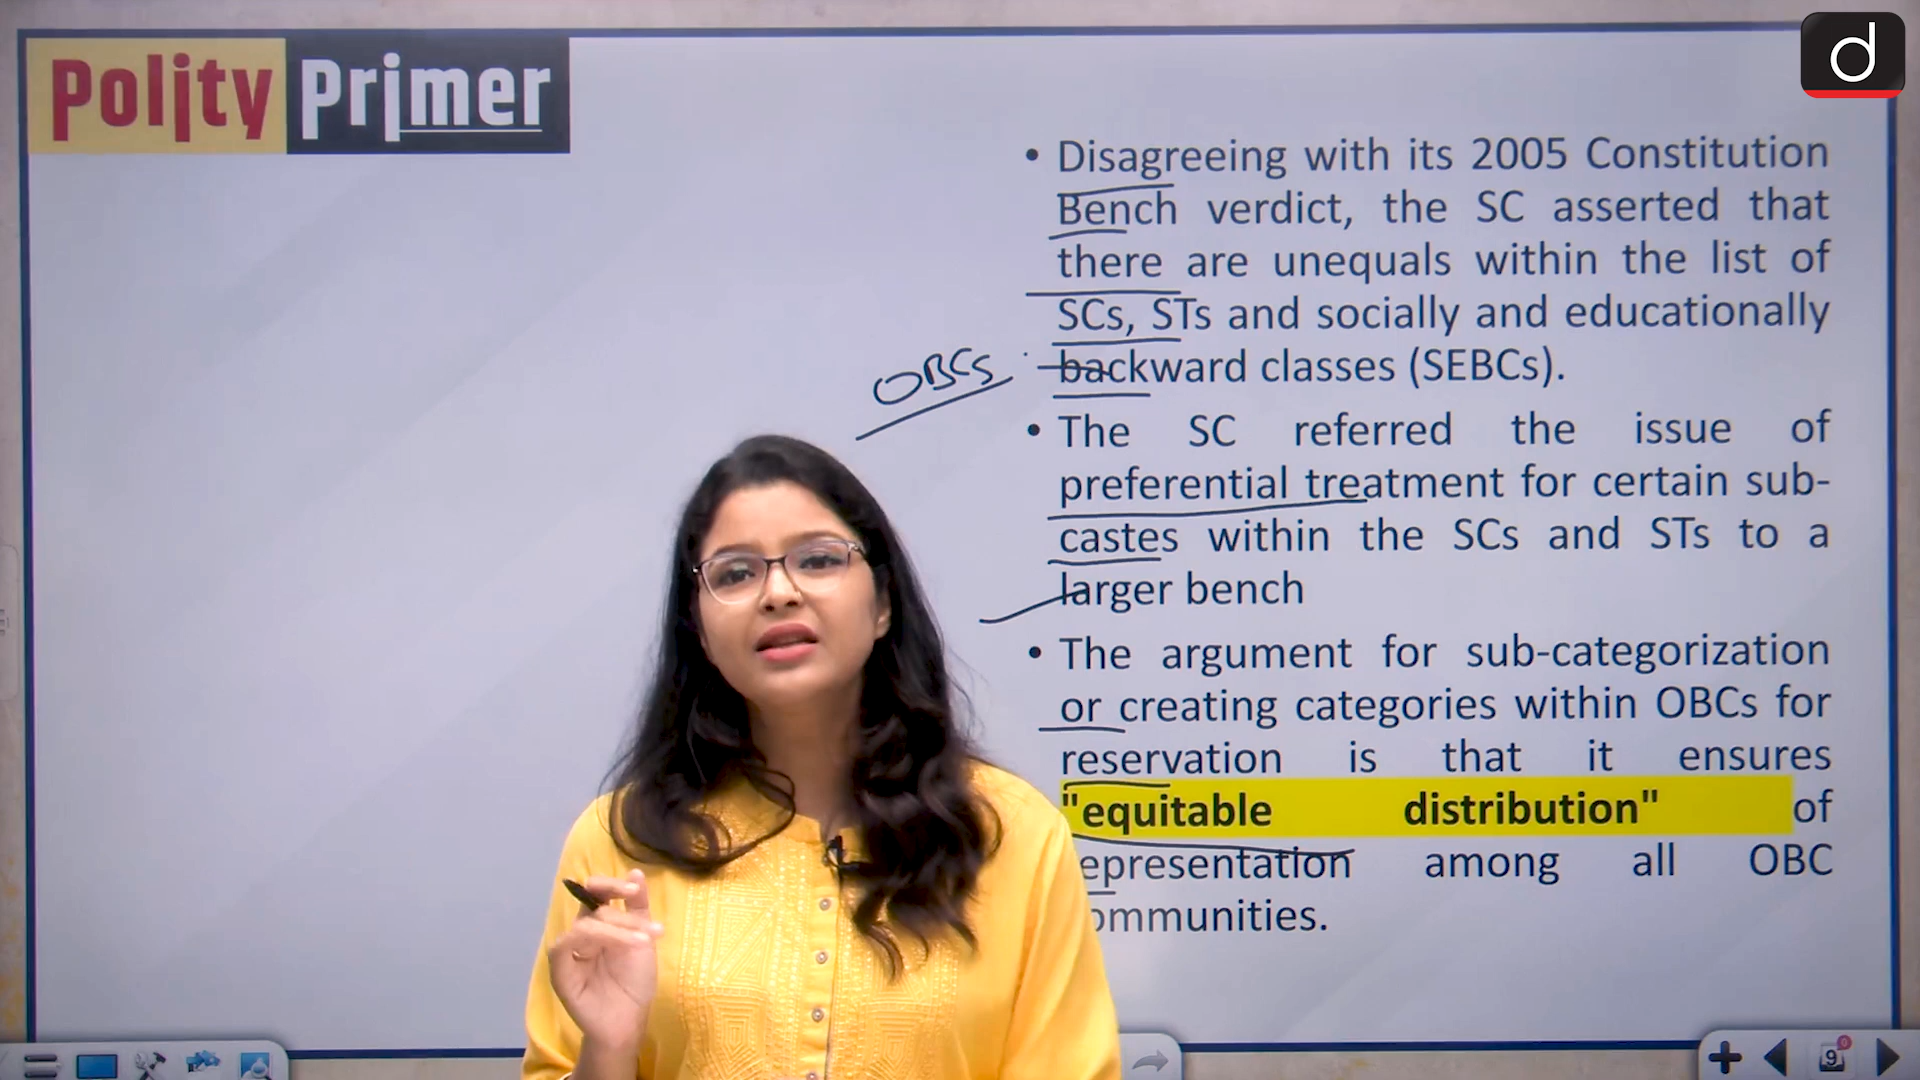 Polity Primer
d
• Disagreeing with its 2005 Constitution
Bench verdict, the SC asserted that
there are unequals within the list of
SCs, STs and socially and educationally
backward classes (SEBCs).
OBCs
• The SC referred the issue of
preferential treatment for certain sub-
castes within the SCs and STs to a
larger bench
• The argument for sub-categorization
or creating categories within OBCs for
reservation is that it ensures
"equitable distribution" of
epresentation among all OBC
ommunities.
9